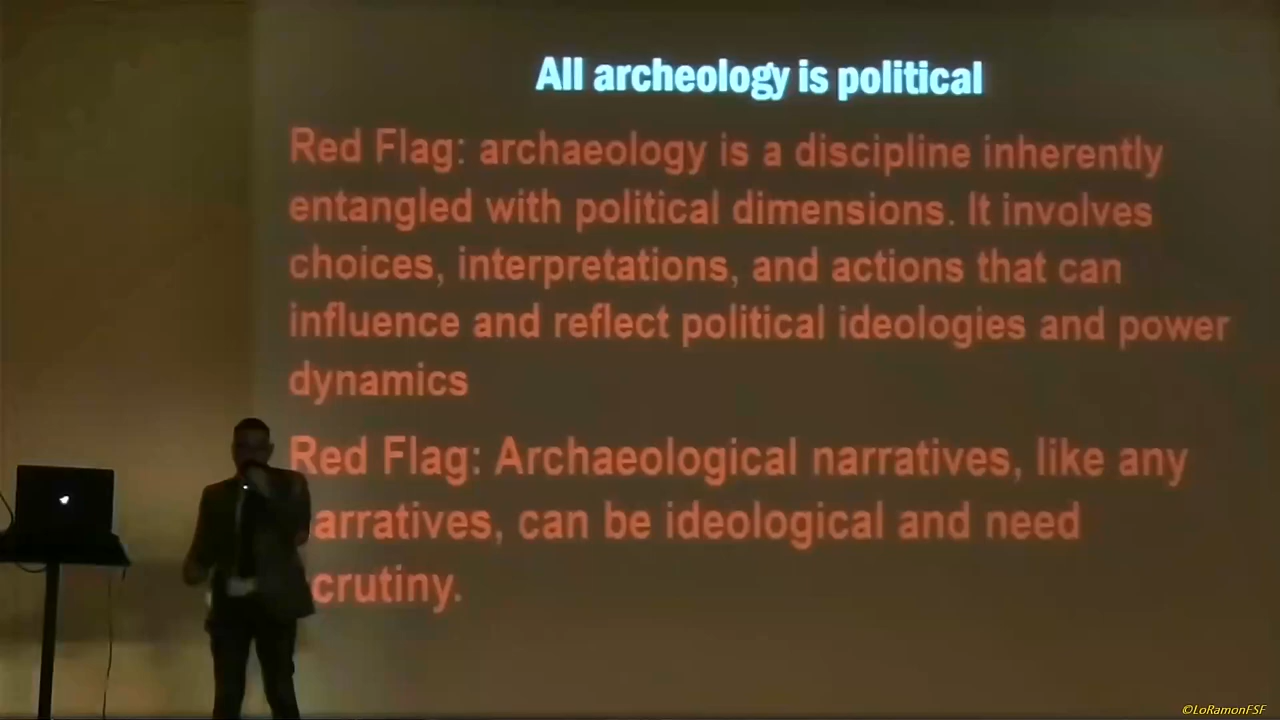 All archeology is political
Red Flag: archaeology is a discipline inherently
entangled with political dimensions. It involves
choices, interpretations, and actions that can
influence and reflect political ideologies and power
dynamics
Red Flag: Archaeological narratives, like any
arratives, can be ideological and need
crutiny.
©LoRamonFSF